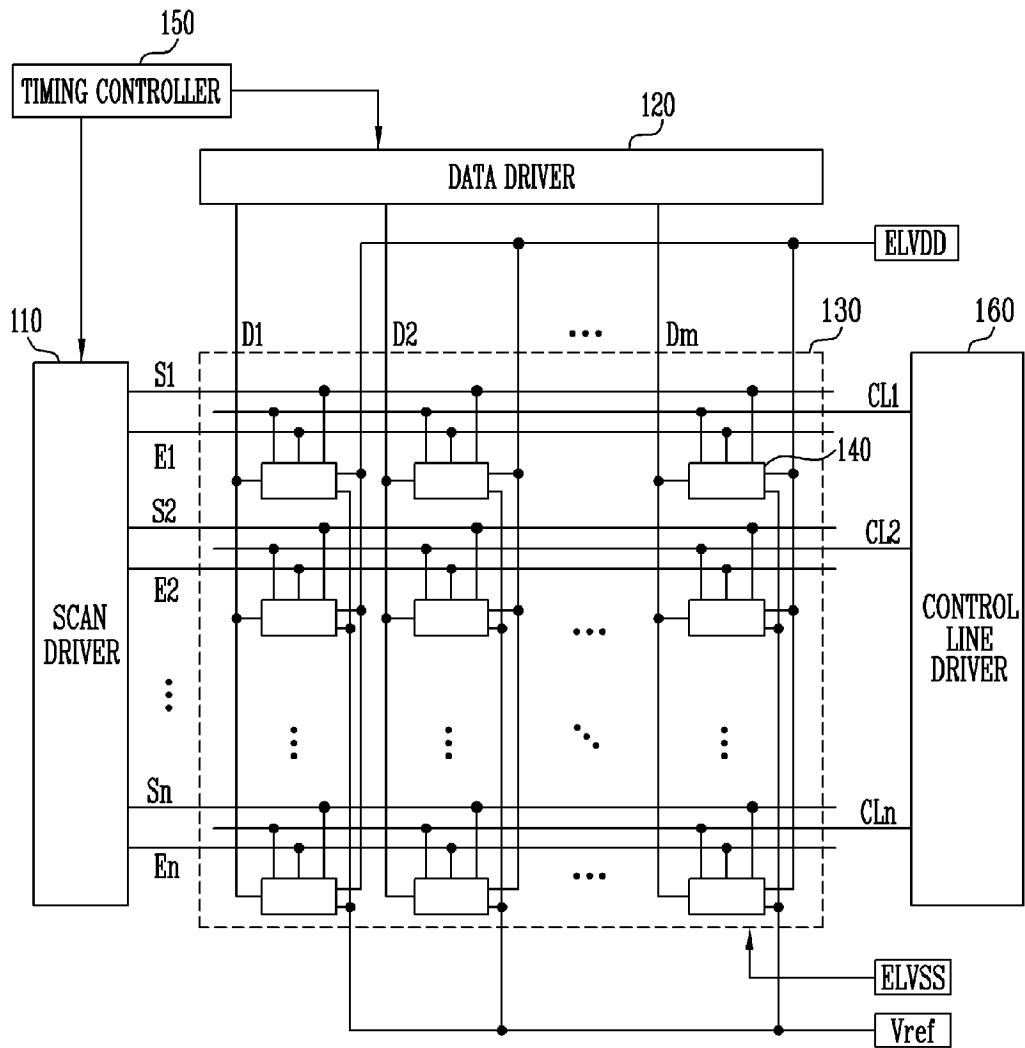 150
TIMING CONTROLLER
120
DATA DRIVER
ELVDD
110
D1
D2
Dm
130
160
S1
CL1
E1
140
S2
CL2
E2
SCAN
DRIVER
CONTROL
LINE
DRIVER
Sn
CLn
En
ELVSS
Vref